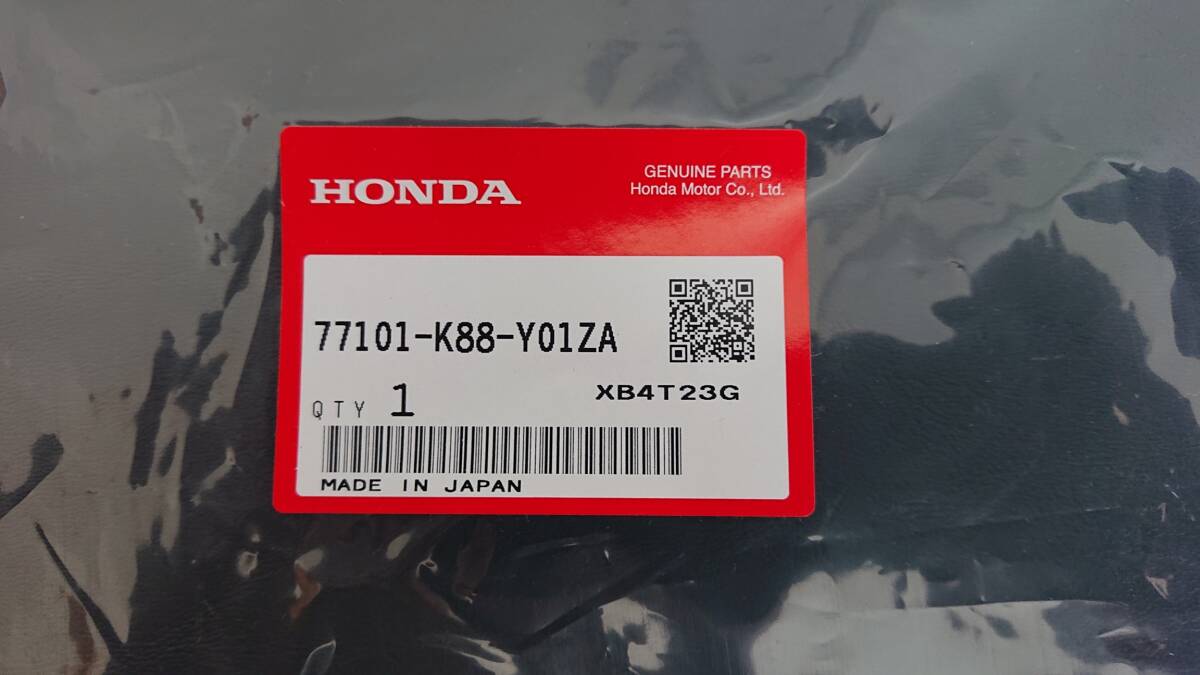 HONDA
GENUINE PARTS
Honda Motor Co., Ltd.
77101-K88-Y01ZA
XB4T23G
QTY 1
MADE IN JAPAN